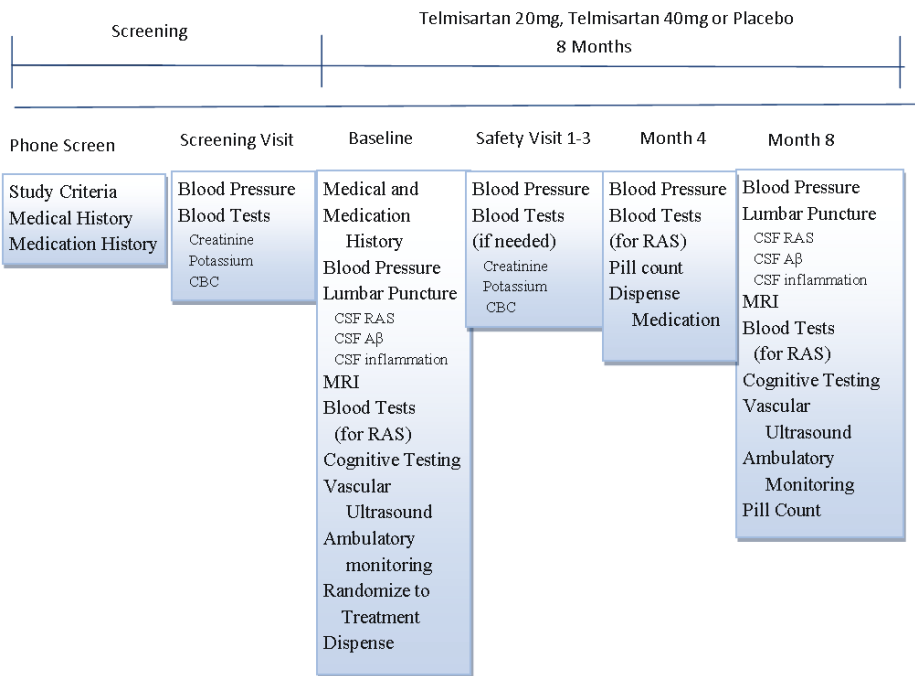 Screening
Telmisartan 20mg, Telmisartan 40mg or Placebo
8 Months
Phone Screen
Study Criteria
Medical History
Medication History
Screening Visit
Blood Pressure
Blood Tests
Creatinine
Potassium
CBC
Baseline
Medical and
Medication
History
Blood Pressure
Lumbar Puncture
CSF RAS
CSF Aβ
CSF inflammation
MRI
Blood Tests
(for RAS)
Cognitive Testing
Vascular
Ultrasound
Ambulatory
monitoring
Randomize to
Treatment
Dispense
Safety Visit 1-3
Blood Pressure
Blood Tests
(if needed)
Creatinine
Potassium
CBC
Month 4
Blood Pressure
Blood Tests
(for RAS)
Pill count
Dispense
Medication
Month 8
Blood Pressure
Lumbar Puncture
CSF RAS
CSF Aβ
CSF inflammation
MRI
Blood Tests
(for RAS)
Cognitive Testing
Vascular
Ultrasound
Ambulatory
Monitoring
Pill Count